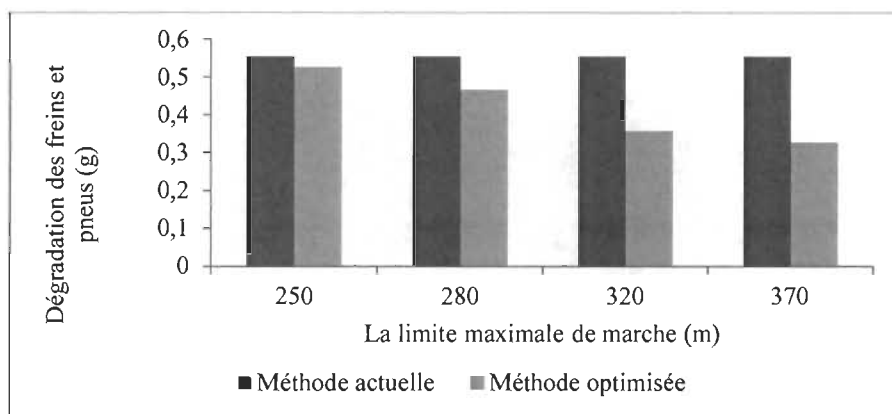 Dégradation des freins et
pneus (g)
0,6
0,5
0,4
0,3
0,2
0,1
0
250 280 320 370
La limite maximale de marche (m)
Méthode actuelle Méthode optimisée